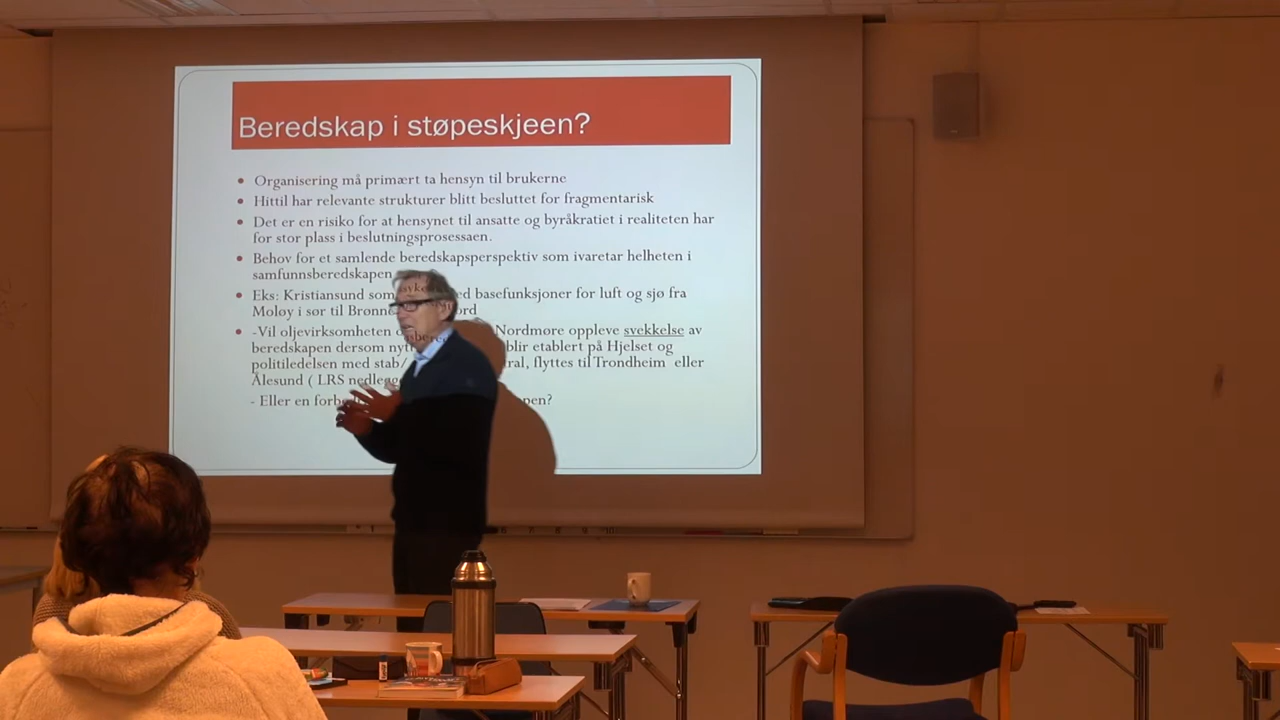 Beredskap i støpeskjeen?
• Organisering må primært ta hensyn til brukerne
• Hittil har relevante strukturer blitt besluttet for fragmentarisk
• Det er en risiko for at hensynet til ansatte og byråkratiet i realiteten har
for stor plass i beslutningsprosessaen.
• Behov for et samlende beredskapsperspektiv som ivaretar helheten i
samfunnsberedskapen
• Eks: Kristiansund som basefunksjoner for luft og sjø fra
Moløy i sør til
• -Vil oljevirksomheten Nordmøre oppleve svekkelse av
beredskapen dersom blir etablert på Hjelset og
politiledelsen med stab/ flyttes til Trondheim eller
Ålesund ( LRS
- Eller en